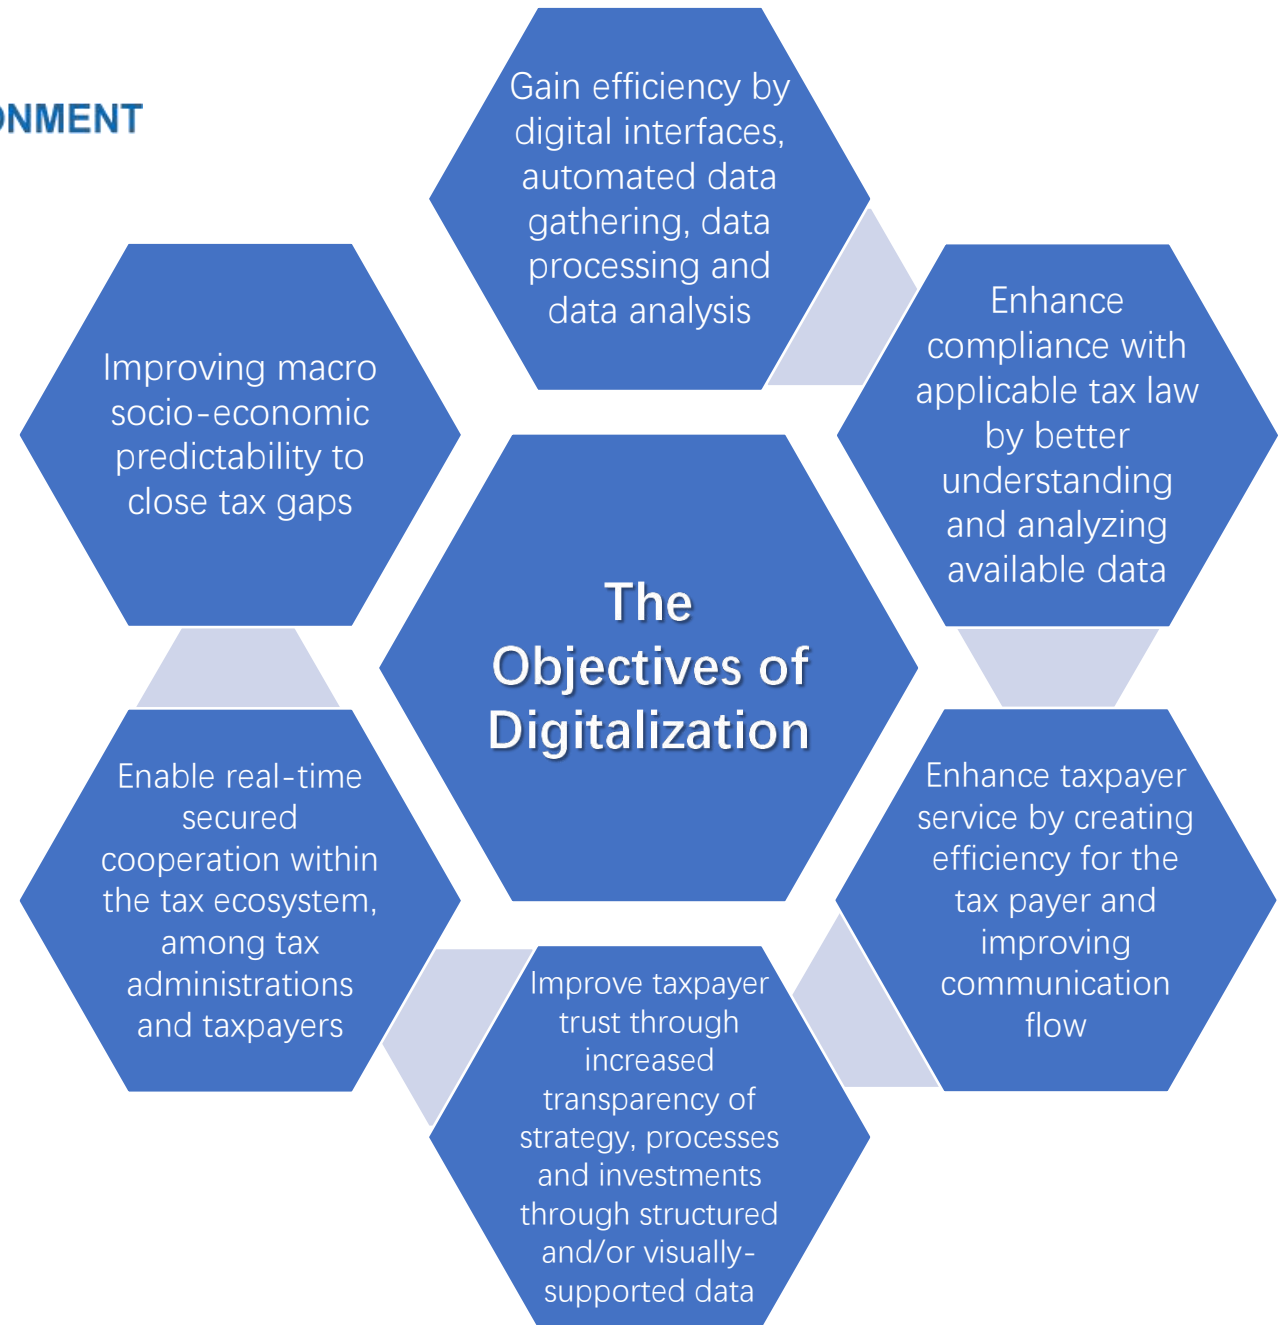 ONMENT
Gain efficiency by
digital interfaces,
automated data
gathering, data
processing and
data analysis
Enhance
compliance with
applicable tax law
by better
understanding
and analyzing
available data
Enhance taxpayer
service by creating
efficiency for the
tax payer and
improving
communication
flow
Improve taxpayer
trust through
increased
transparency of
strategy, processes
and investments
through structured
and/or visually-
supported data
Enable real-time
secured
cooperation within
the tax ecosystem,
among tax
administrations
and taxpayers
Improving macro
socio-economic
predictability to
close tax gaps
The
Objectives of
Digitalization